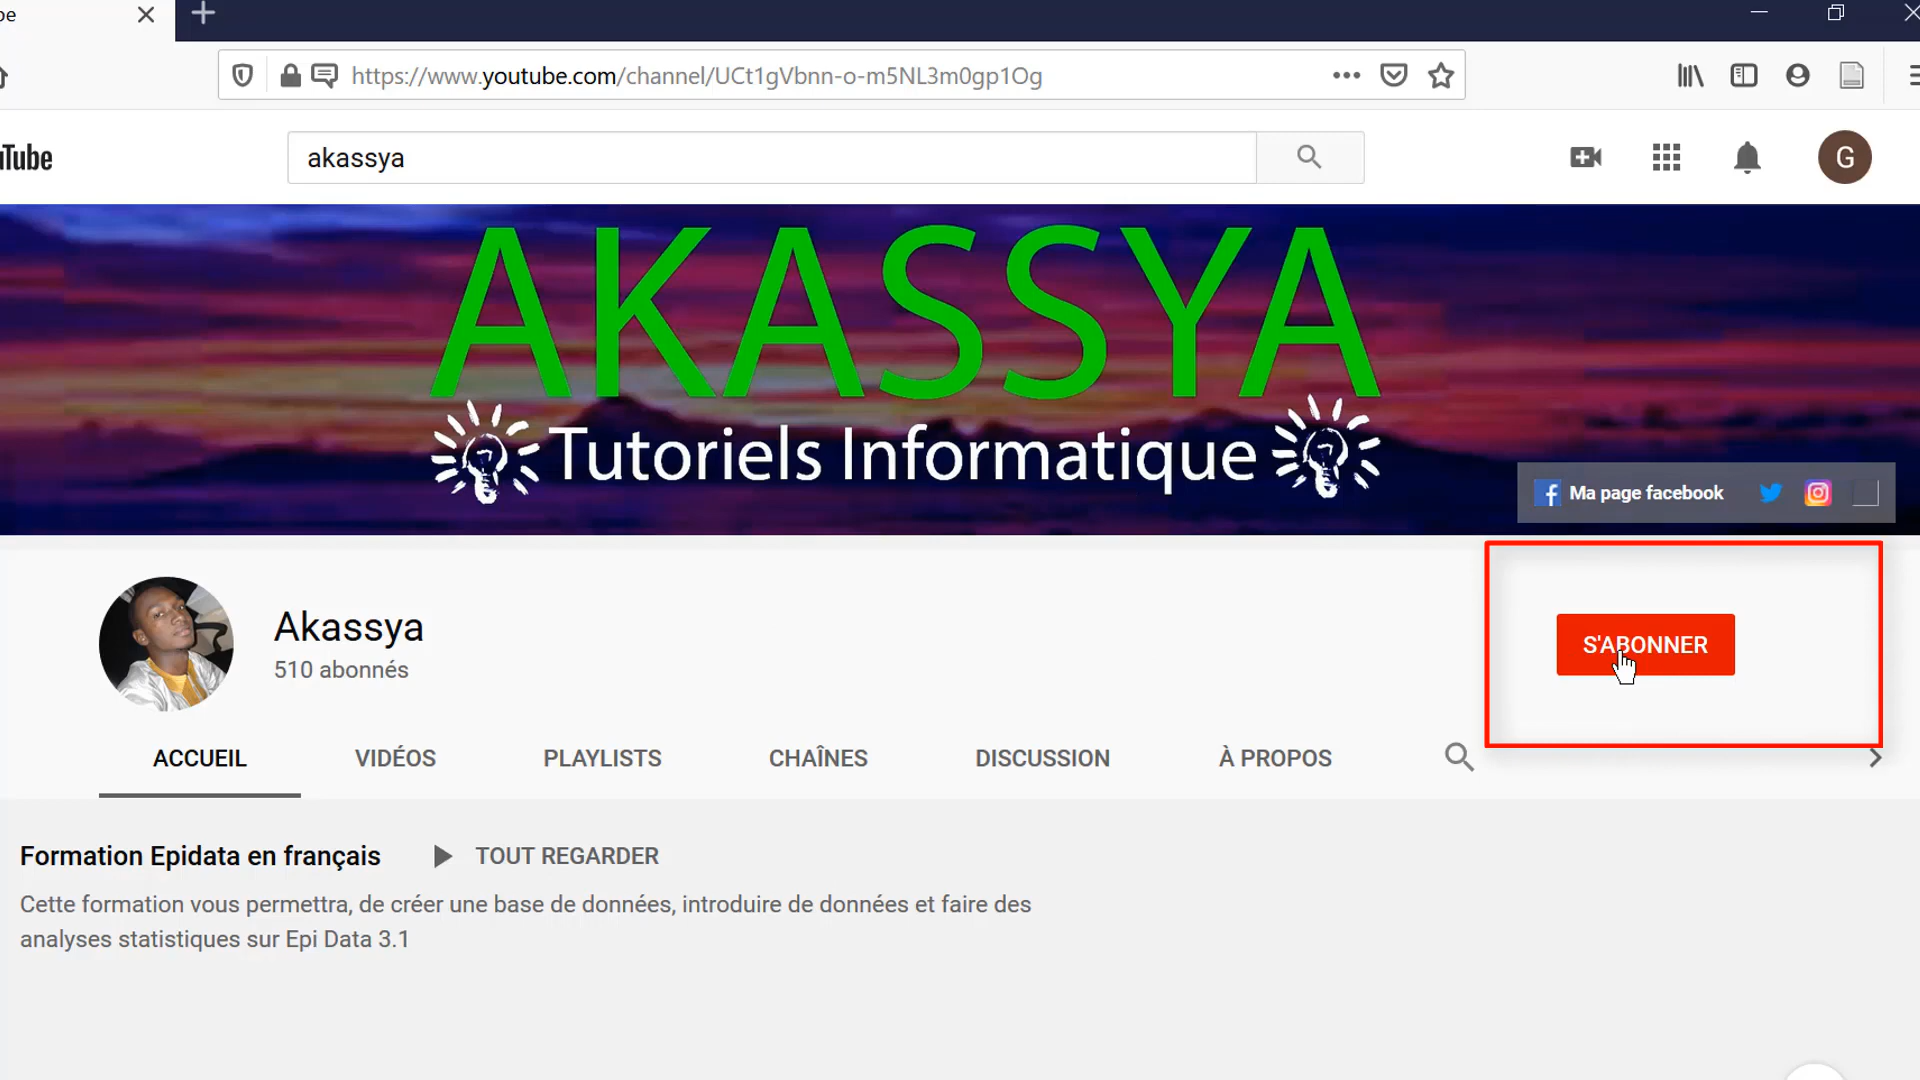 https://www.youtube.com/channel/UCt1gVbnn-o-m5NL3m0gp1Og
akassya
G
AKASSYA
Tutoriels Informatique
Ma page facebook
Akassya
510 abonnés
S'ABONNER
ACCUEIL VIDÉOS PLAYLISTS CHAÎNES DISCUSSION À PROPOS
Formation Epidata en français TOUT REGARDER
Cette formation vous permettra, de créer une base de données, introduire de données et faire des
analyses statistiques sur Epi Data 3.1